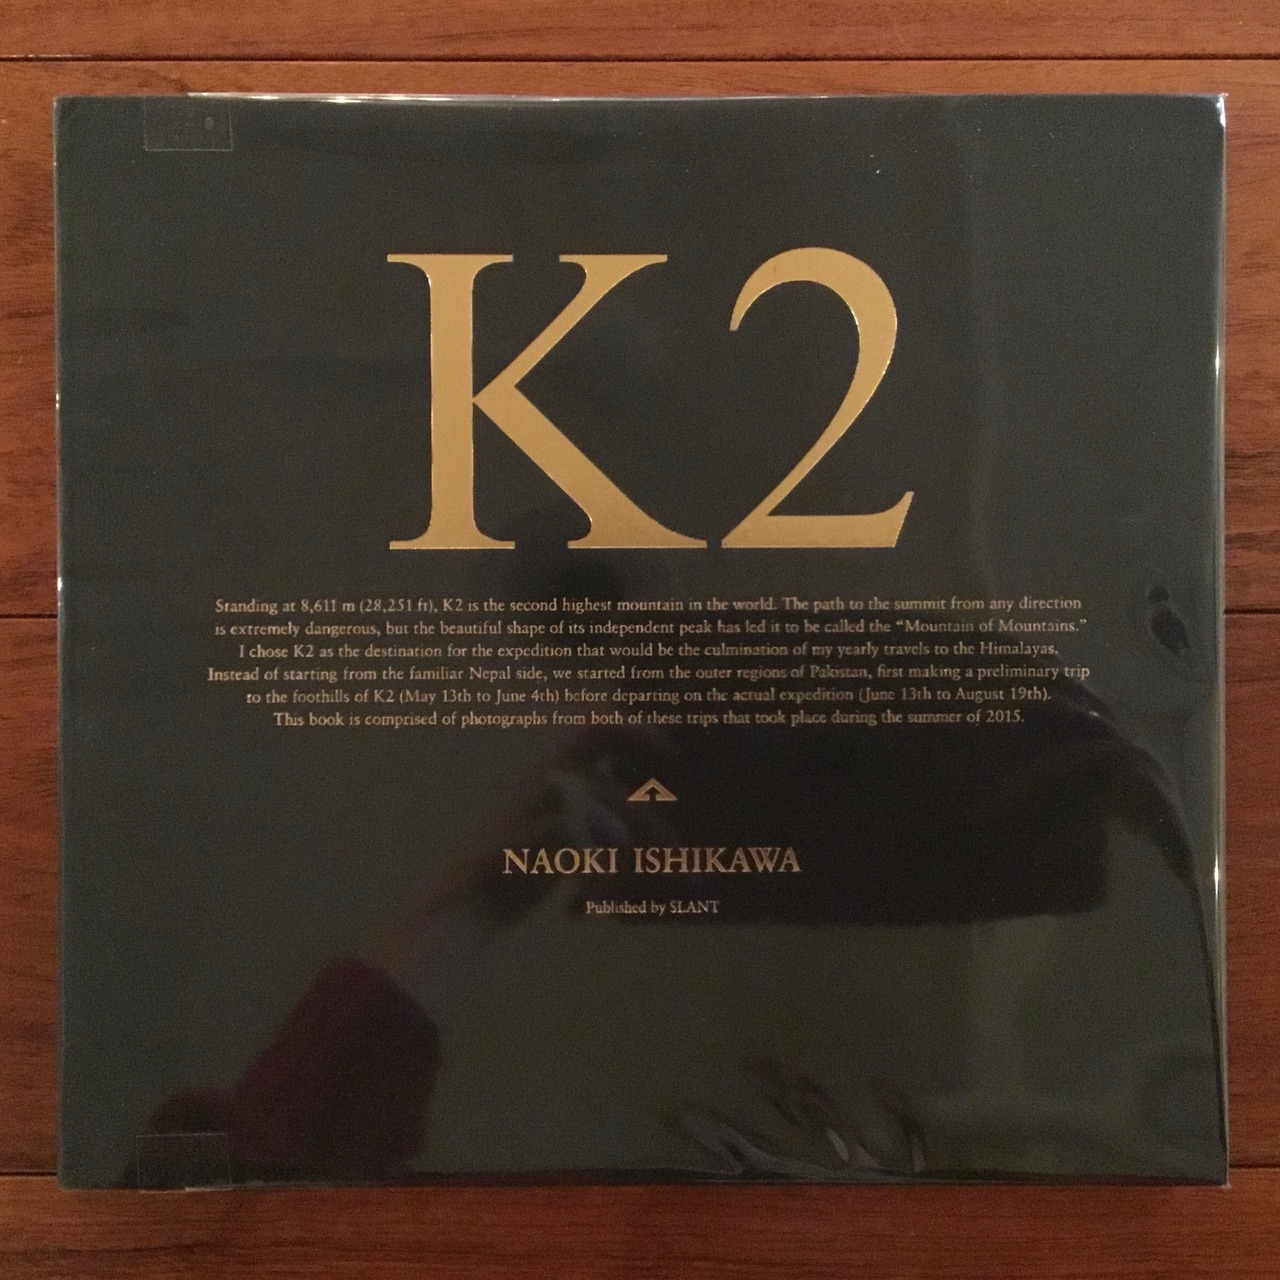 K2
Standing at 8,611 m (28,251 ft), K2 is the second highest mountain in the world. The path to the summit from any direction
is extremely dangerous, but the beautiful shape of its independent peak has led it to be called the “Mountain of Mountains.”
I chose K2 as the destination for the expedition that would be the culmination of my yearly travels to the Himalayas.
Instead of starting from the familiar Nepal side, we started from the outer regions of Pakistan, first making a preliminary trip
to the foothills of K2 (May 13th to June 4th) before departing on the actual expedition (June 13th to August 19th).
This book is comprised of photographs from both of these trips that took place during the summer of 2015.
NAOKI ISHIKAWA
Published by SLANT